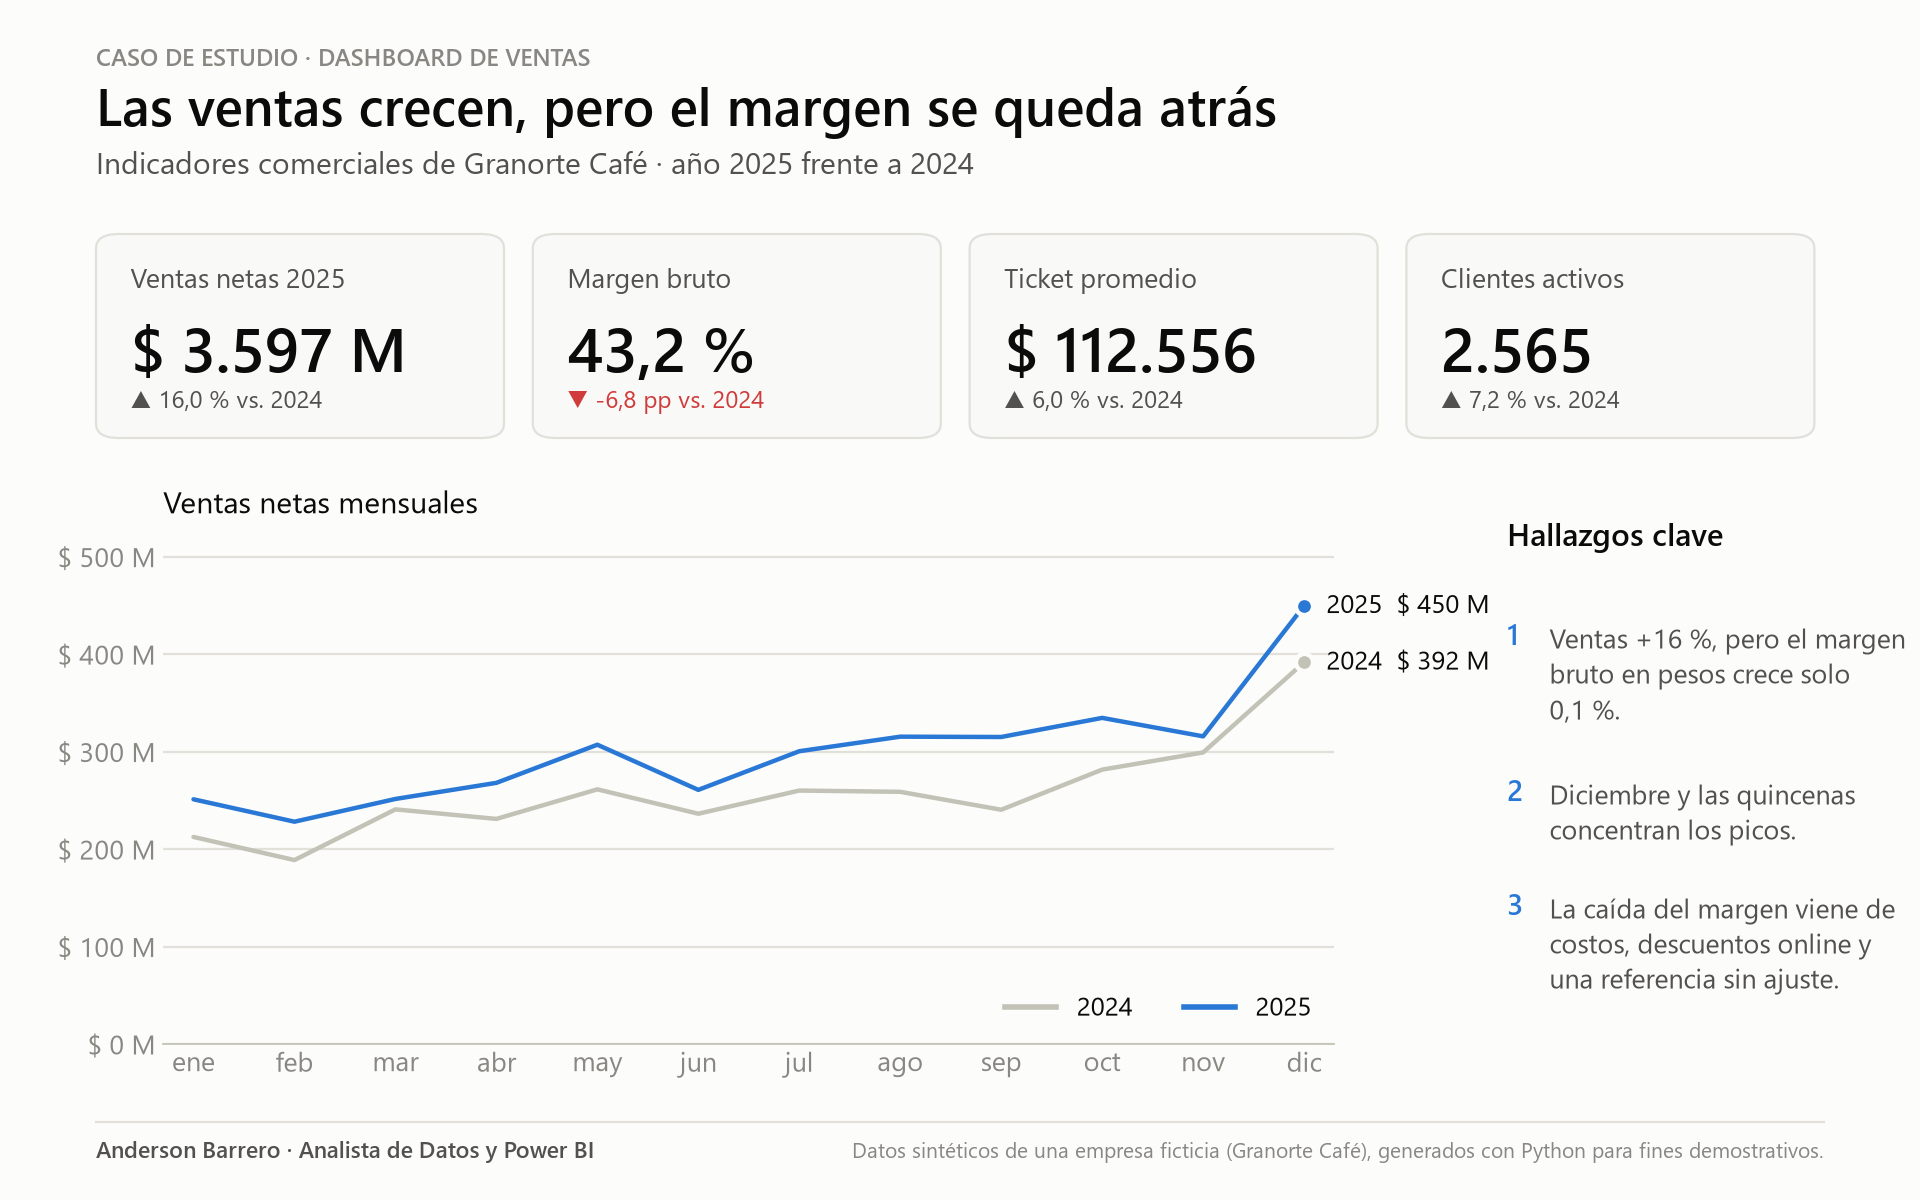 CASO DE ESTUDIO · DASHBOARD DE VENTAS
Las ventas crecen, pero el margen se queda atrás
Indicadores comerciales de Granorte Café · año 2025 frente a 2024
Ventas netas 2025
$ 3.597 M
▲ 16,0 % vs. 2024
Margen bruto
43,2 %
▼ -6,8 pp vs. 2024
Ticket promedio
$ 112.556
▲ 6,0 % vs. 2024
Clientes activos
2.565
▲ 7,2 % vs. 2024
Ventas netas mensuales
$ 500 M
$ 400 M
$ 300 M
$ 200 M
$ 100 M
$ 0 M
2025 $ 450 M
2024 $ 392 M
2024 2025
ene feb mar abr may jun jul ago sep oct nov dic
Hallazgos clave
1 Ventas +16 %, pero el margen
bruto en pesos crece solo
0,1 %.
2 Diciembre y las quincenas
concentran los picos.
3 La caída del margen viene de
costos, descuentos online y
una referencia sin ajuste.
Anderson Barrero · Analista de Datos y Power BI
Datos sintéticos de una empresa ficticia (Granorte Café), generados con Python para fines demostrativos.